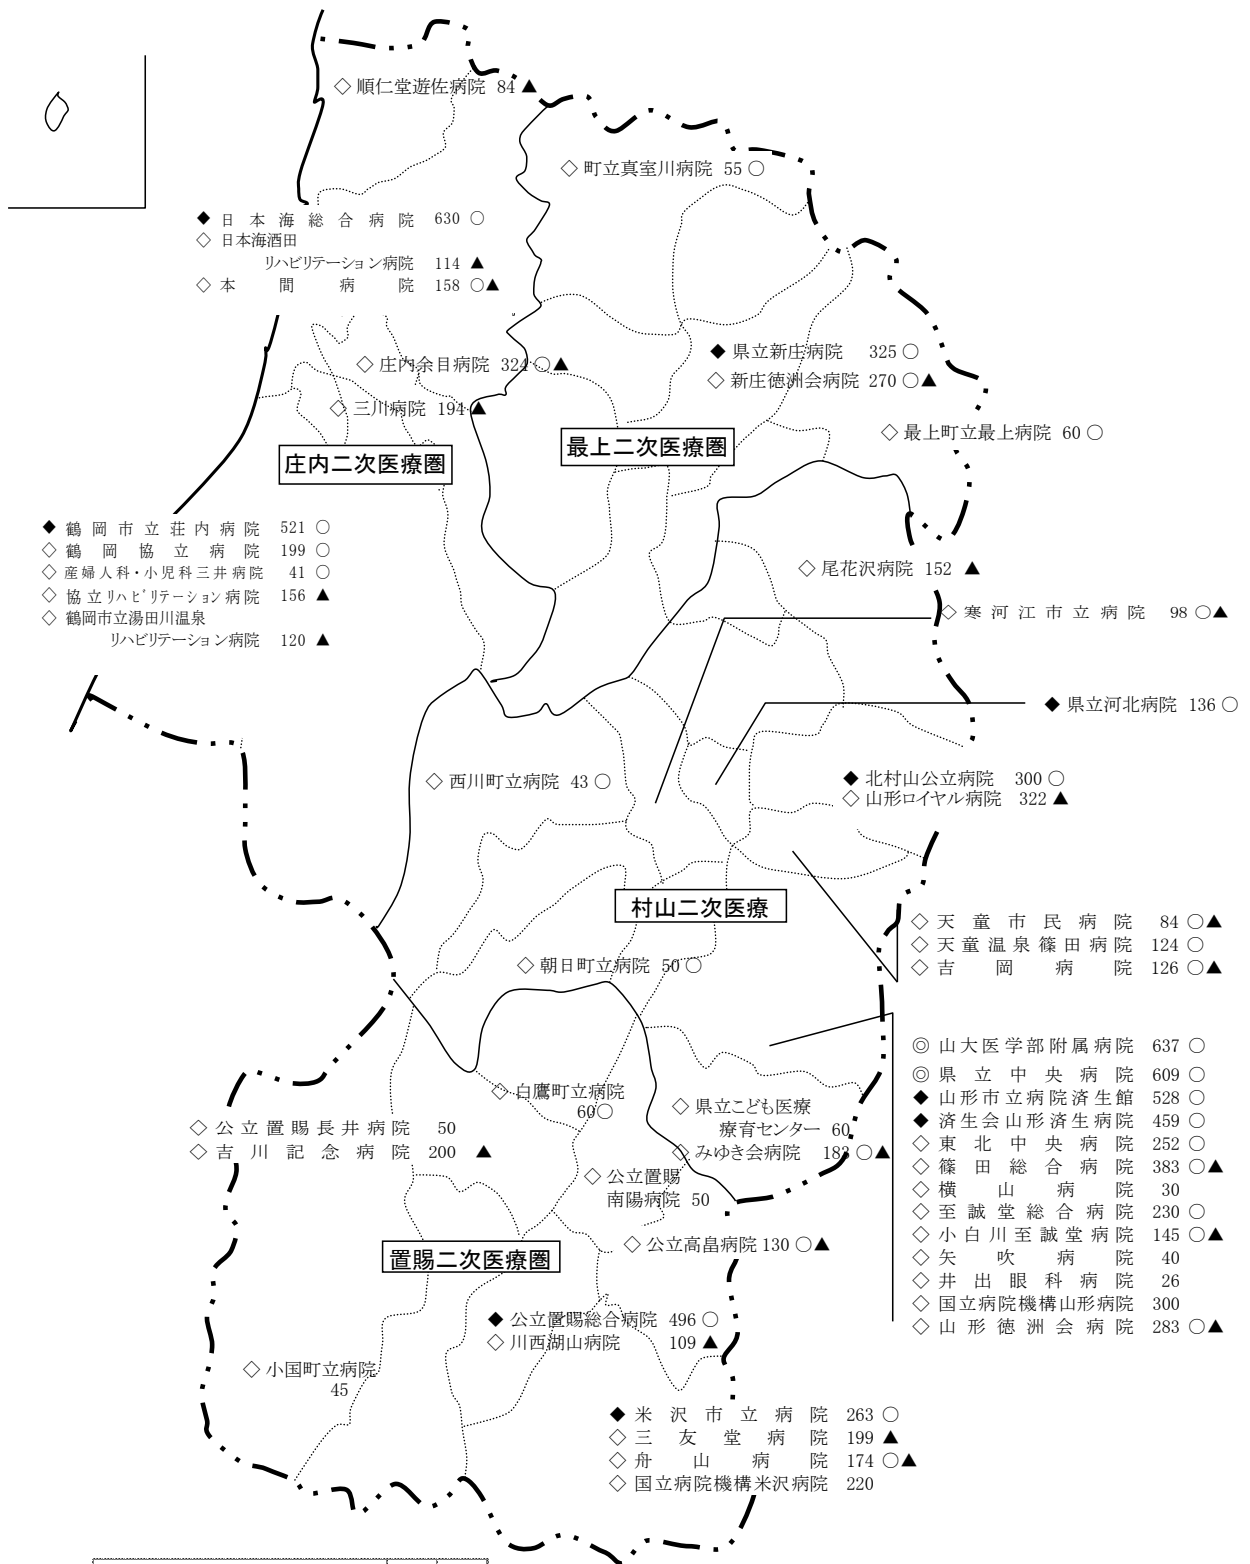 ◇ 順仁堂遊佐病院 84 ▲
◇ 町立真室川病院 55 ○
◆ 日本海総合病院 630 ○
◇ 日本海酒田
リハビリテーション病院 114 ▲
◇ 本間病院 158 ○▲
◇ 庄内余目病院 324 ○▲
◇ 三川病院 194 ▲
庄内二次医療圏
◆ 県立新庄病院 325 ○
◇ 新庄徳洲会病院 270 ○▲
◇ 最上町立最上病院 60 ○
最上二次医療圏
◆ 鶴岡市立荘内病院 521 ○
◇ 鶴岡協立病院 199 ○
◇ 産婦人科・小児科三井病院 41 ○
◇ 協立リハビリテーション病院 156 ▲
◇ 鶴岡市立湯田川温泉
リハビリテーション病院 120 ▲
◇ 尾花沢病院 152 ▲
◇ 寒河江市立病院 98 ○▲
◆ 県立河北病院 136 ○
◇ 西川町立病院 43 ○
◆ 北村山公立病院 300 ○
◇ 山形ロイヤル病院 322 ▲
村山二次医療
◇ 天童市民病院 84 ○▲
◇ 天童温泉篠田病院 124 ○
◇ 吉岡病院 126 ○▲
◇ 朝日町立病院 50 ○
◎ 山大医学部附属病院 637 ○
◎ 県立中央病院 609 ○
◆ 山形市立病院済生館 528 ○
◆ 済生会山形済生病院 459 ○
◇ 東北中央病院 252 ○
◇ 篠田総合病院 383 ○▲
◇ 横山病院 30
◇ 至誠堂総合病院 230 ○
◇ 小白川至誠堂病院 145 ○▲
◇ 矢吹病院 40
◇ 井出眼科病院 26
◇ 国立病院機構山形病院 300
◇ 山形徳洲会病院 283 ○▲
◇ 白鷹町立病院
60○
◇ 県立こども医療
療育センター 60
◇ みゆき会病院 183 ○▲
◇ 公立置賜長井病院 50
◇ 吉川記念病院 200 ▲
◇ 公立置賜
南陽病院 50
◇ 公立高畠病院 130 ○▲
置賜二次医療圏
◆ 公立置賜総合病院 496 ○
◇ 川西湖山病院 109 ▲
◇ 小国町立病院
45
◆ 米沢市立病院 263 ○
◇ 三友堂病院 199 ▲
◇ 舟山病院 174 ○▲
◇ 国立病院機構米沢病院 220